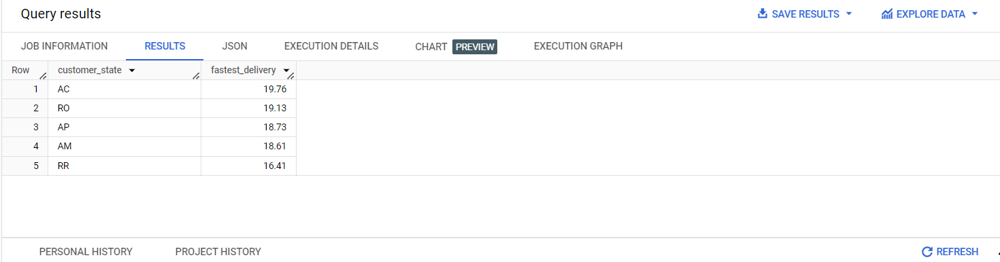 Query results SAVE RESULTS EXPLORE DATA
JOB INFORMATION RESULTS JSON EXECUTION DETAILS CHART PREVIEW EXECUTION GRAPH
Row customer_state fastest_delivery
1 AC 19.76
2 RO 19.13
3 AP 18.73
4 AM 18.61
5 RR 16.41
PERSONAL HISTORY PROJECT HISTORY REFRESH